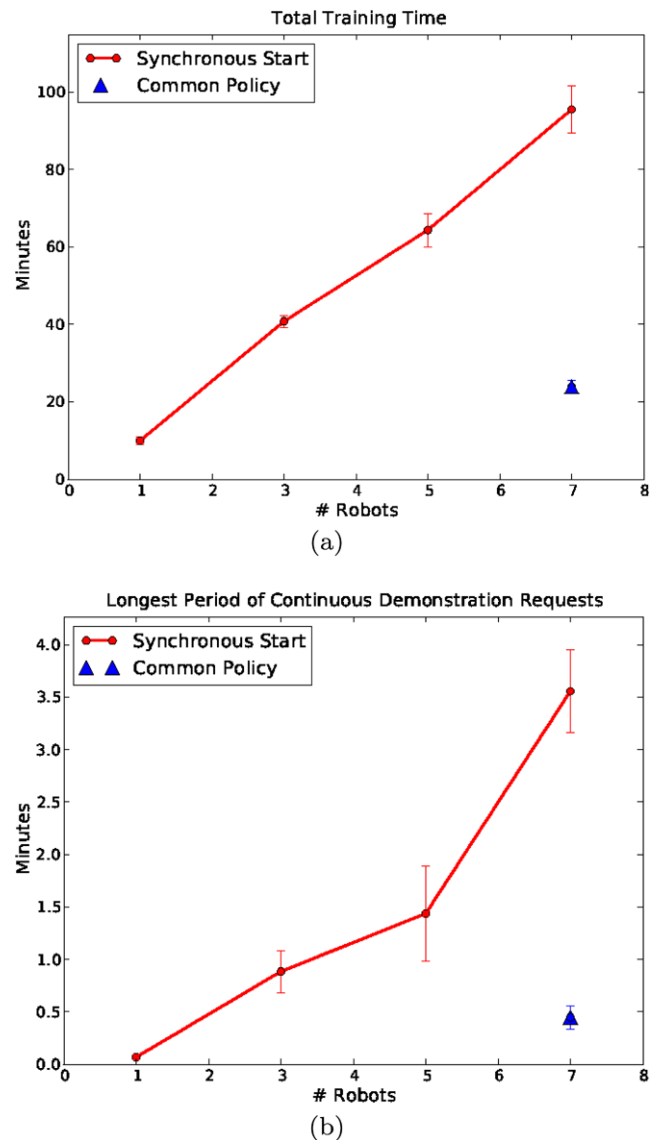 Total Training Time
Synchronous Start
Common Policy
100
80
60
40
20
0
Minutes
0 1 2 3 4 5 6 7 8
# Robots
(a)
Longest Period of Continuous Demonstration Requests
Synchronous Start
Common Policy
4.0
3.5
3.0
2.5
2.0
1.5
1.0
0.5
0.0
Minutes
0 1 2 3 4 5 6 7 8
# Robots
(b)